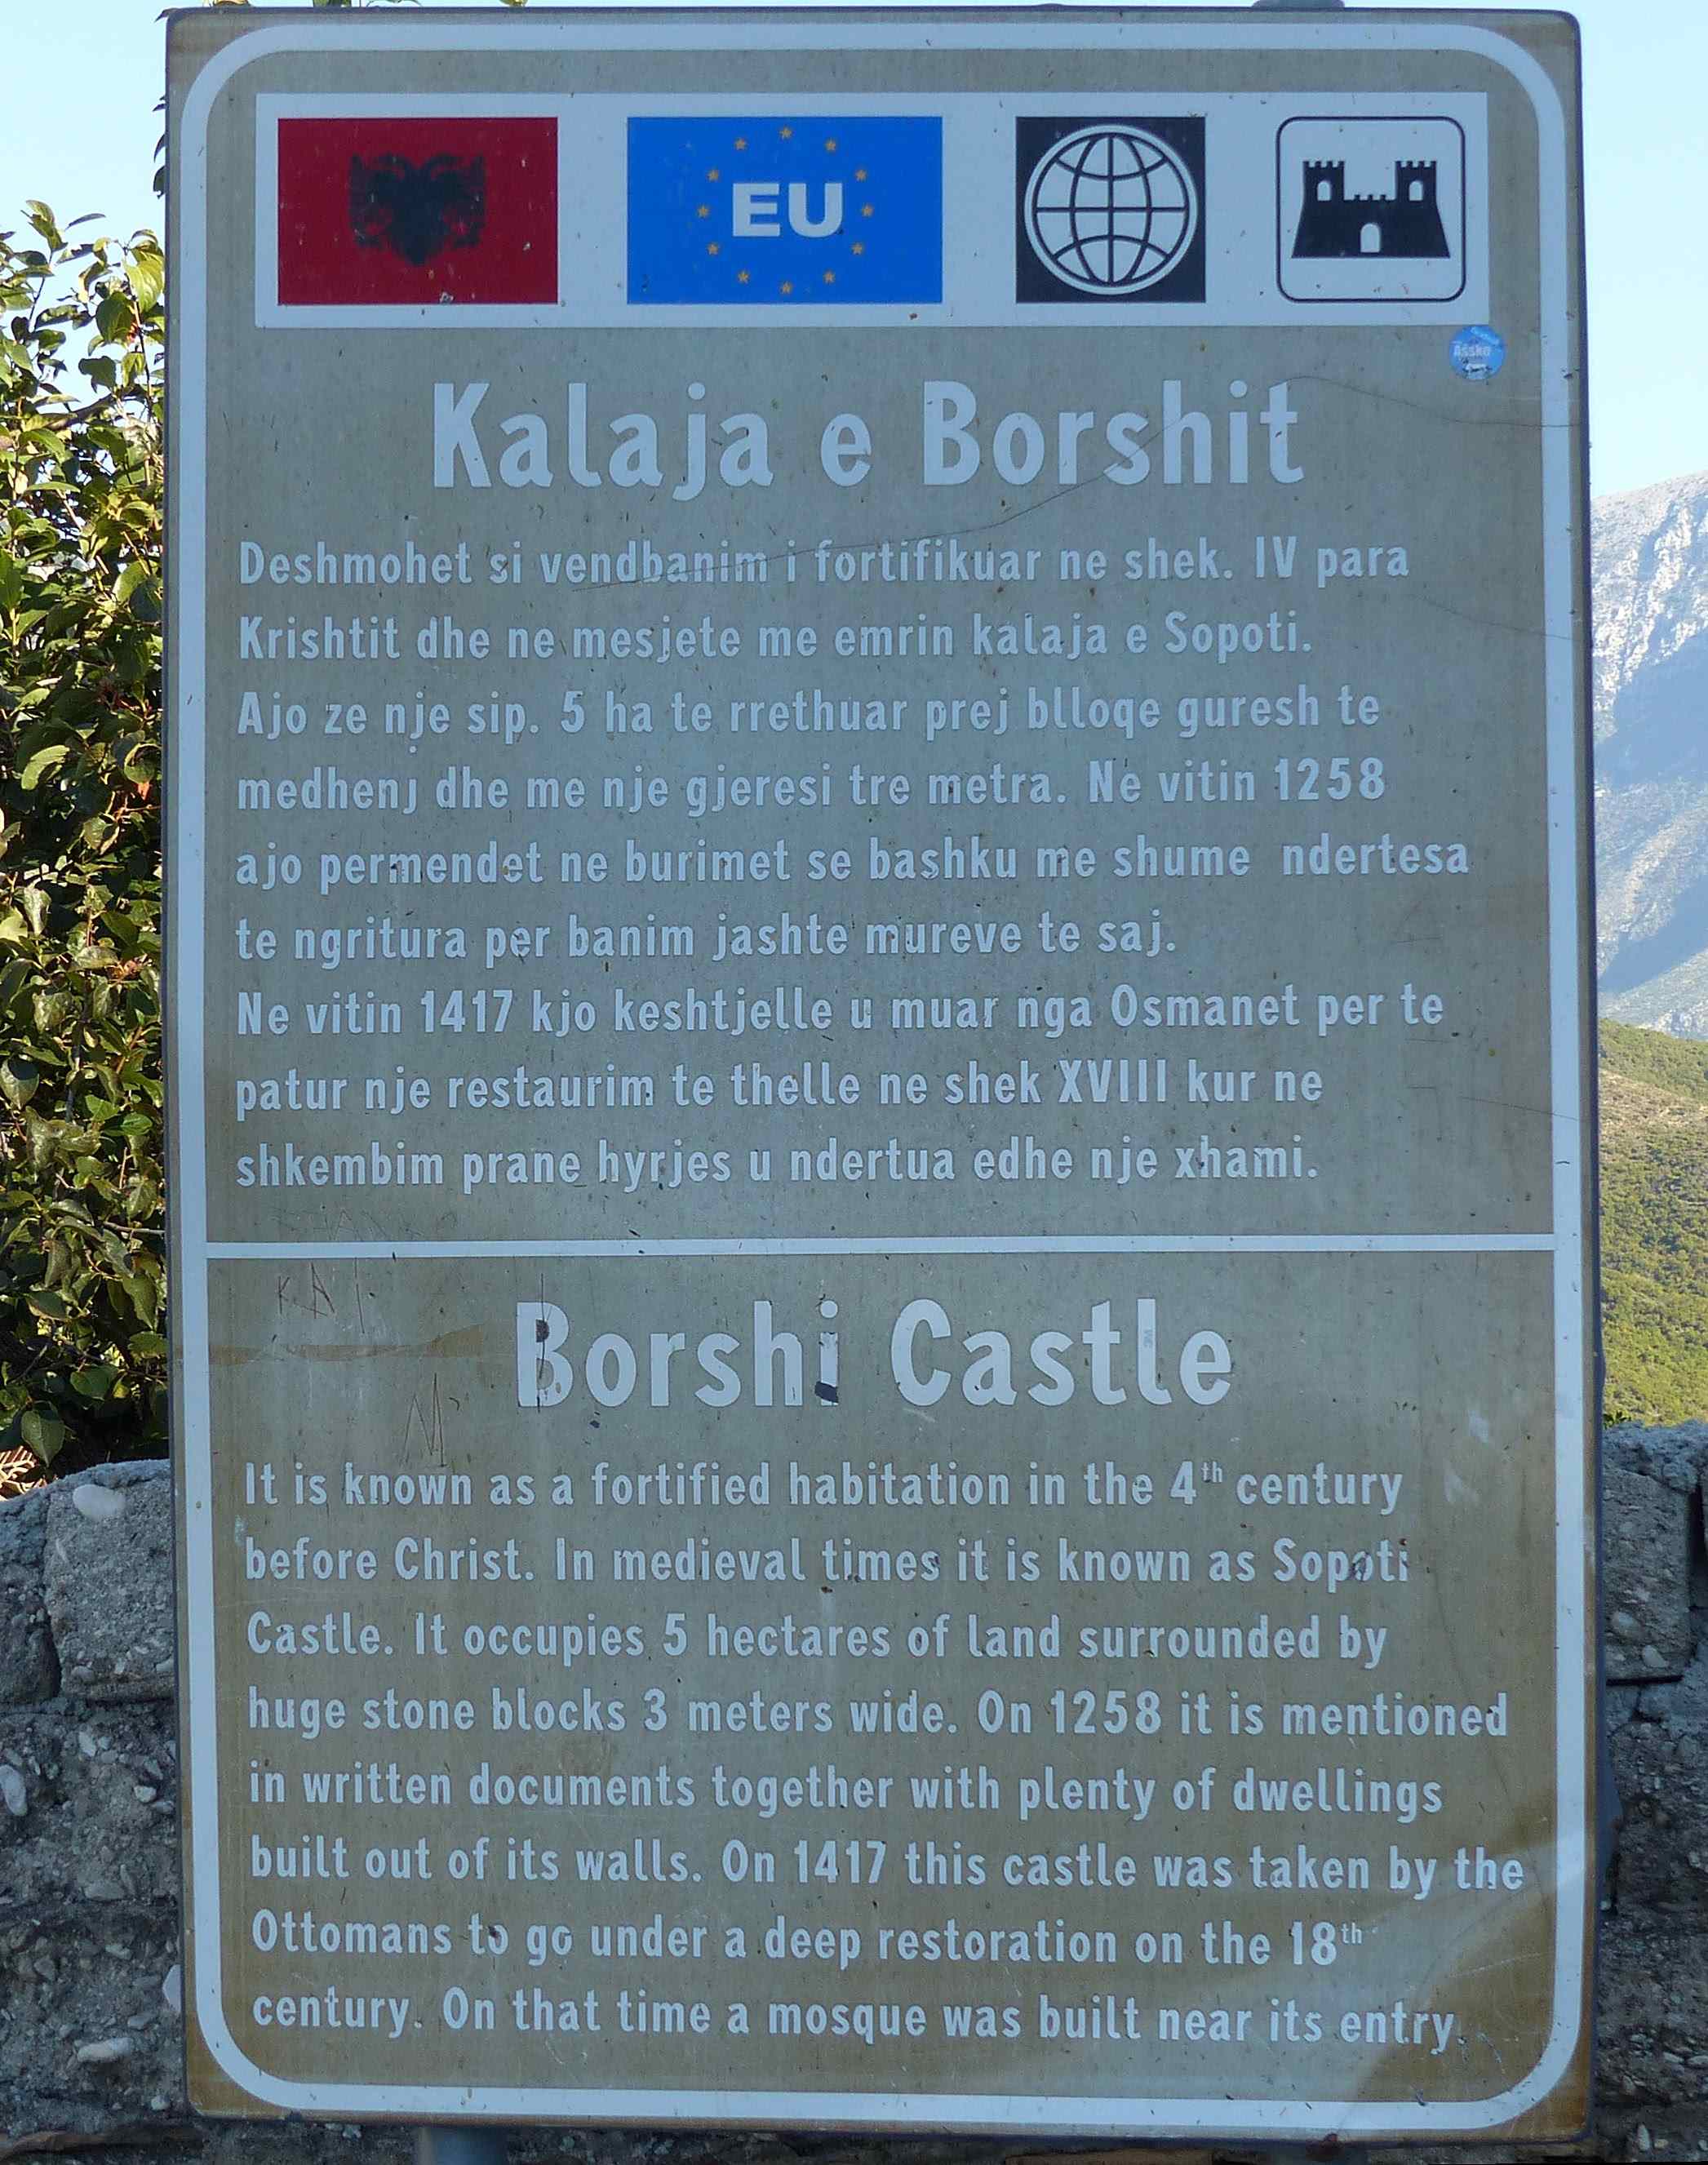 EU
Kalaja e Borshit
Deshmohet si vendbanim i fortifikuar ne shek. IV para
Krishtit dhe ne mesjete me emrin kalaja e Sopoti.
Ajo ze nje sip. 5 ha te rrethuar prej blloqe guresh te
medhenj dhe me nje gjeresi tre metra. Ne vitin 1258
ajo permendet ne burimet se bashku me shume ndertesa
te ngritura per banim jashte mureve te saj.
Ne vitin 1417 kjo keshtjelle u muar nga Osmanet per te
patur nje restaurim te thelle ne shek XVIII kur ne
shkembim prane hyrjes u ndertua edhe nje xhami.
Borshi Castle
It is known as a fortified habitation in the 4th century
before Christ. In medieval times it is known as Sopoti
Castle. It occupies 5 hectares of land surrounded by
huge stone blocks 3 meters wide. On 1258 it is mentioned
in written documents together with plenty of dwellings
built out of its walls. On 1417 this castle was taken by the
Ottomans to go under a deep restoration on the 18th
century. On that time a mosque was built near its entry.